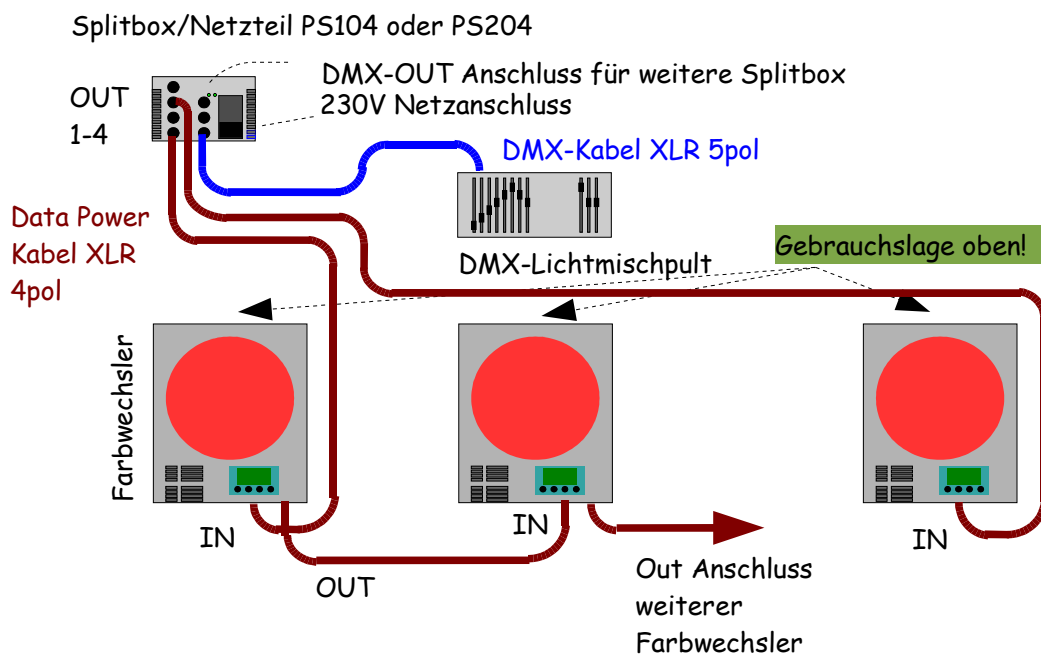 Splitbox/Netzteil PS104 oder PS204
DMX-OUT Anschluss für weitere Splitbox
230V Netzanschluss
OUT
1-4
DMX-Kabel XLR 5pol
Data Power
Kabel XLR
4pol
DMX-Lichtmischpult
Gebrauchslage oben!
Farbwechsler
IN
IN
IN
OUT
Out Anschluss
weiterer
Farbwechsler